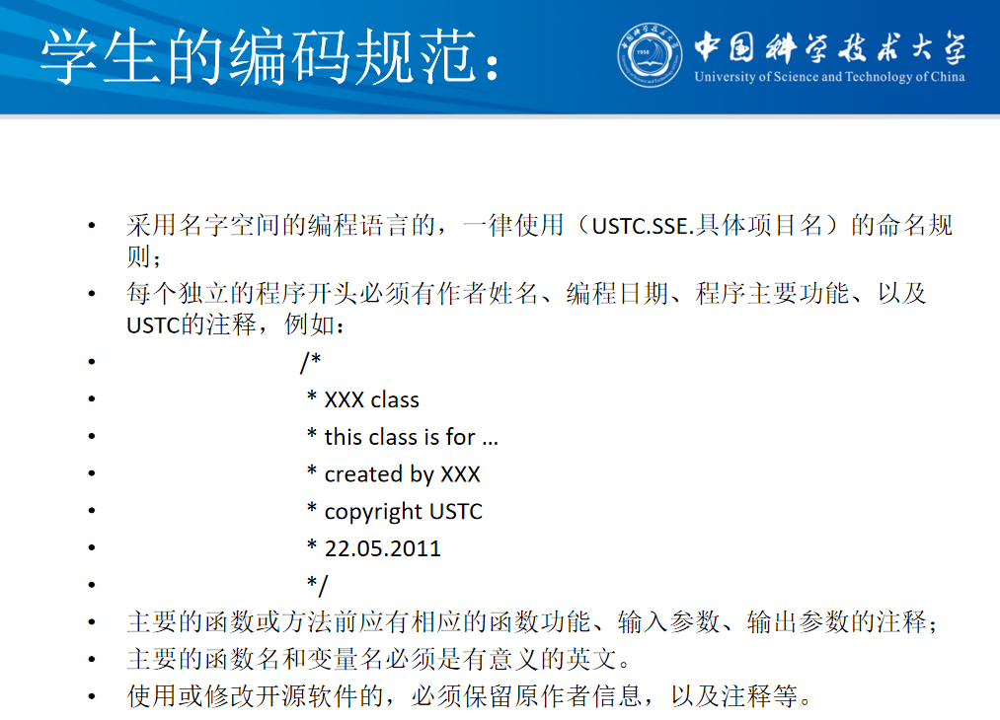 学生的编码规范：
中国科学技术大学
University of Science and Technology of China
1958
• 采用名字空间的编程语言的，一律使用（USTC.SSE.具体项目名）的命名规
则；
• 每个独立的程序开头必须有作者姓名、编程日期、程序主要功能、以及
USTC的注释，例如：
• /*
• * XXX class
• * this class is for …
• * created by XXX
• * copyright USTC
• * 22.05.2011
• */
• 主要的函数或方法前应有相应的函数功能、输入参数、输出参数的注释；
• 主要的函数名和变量名必须是有意义的英文。
• 使用或修改开源软件的，必须保留原作者信息，以及注释等。